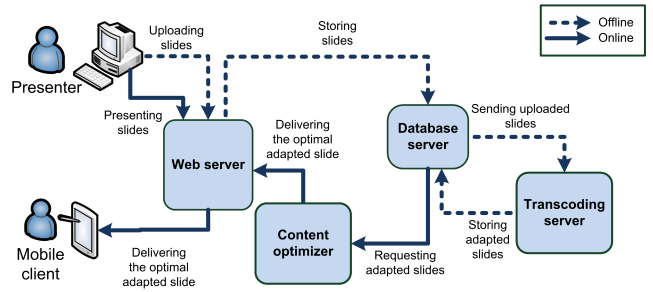 Uploading
slides
Storing
slides
Offline
Online
Presenter
Presenting
slides
Delivering
the optimal
adapted slide
Database
server
Sending uploaded
slides
Web server
Transcoding
server
Content
optimizer
Storing
adapted
slides
Mobile
client
Delivering
the optimal
adapted slide
Requesting
adapted slides